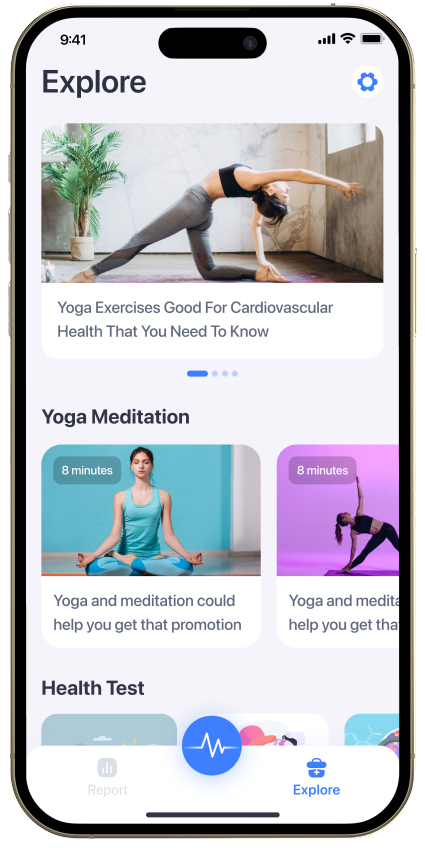 9:41
Explore
Yoga Exercises Good For Cardiovascular
Health That You Need To Know
Yoga Meditation
8 minutes
8 minutes
Yoga and meditation could
help you get that promotion
Yoga and medita
help you get tha
Health Test
Report
Explore